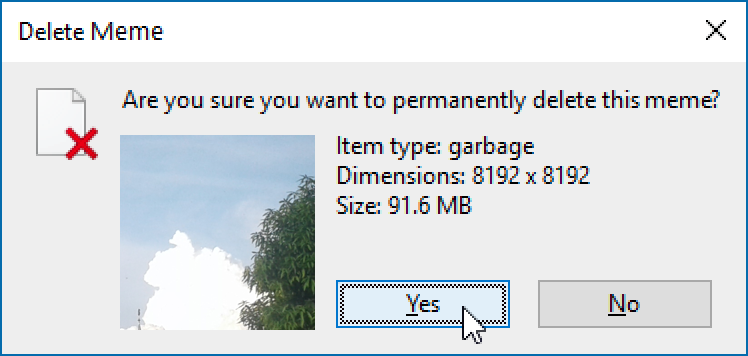 Delete Meme
Are you sure you want to permanently delete this meme?
Item type: garbage
Dimensions: 8192 x 8192
Size: 91.6 MB
Yes
No